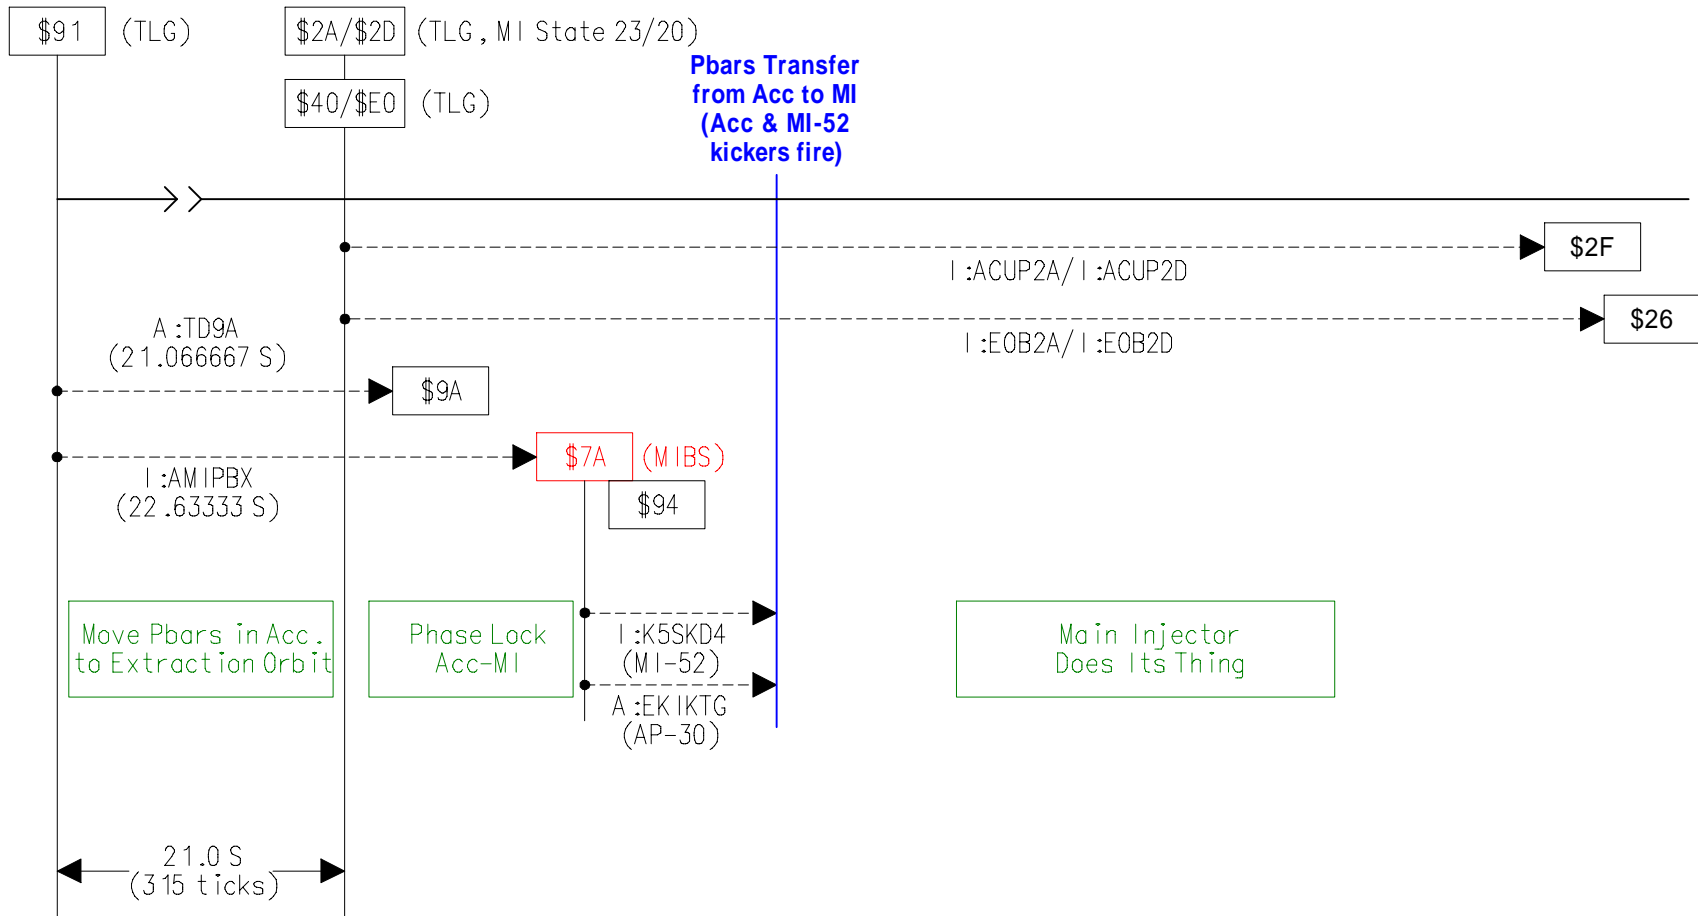 $91 (TLG)
$2A/$2D (TLG, MI State 23/20)
$40/$E0 (TLG)
Pbars Transfer
from Acc to MI
(Acc & MI-52
kickers fire)
$2F
I:ACUP2A/I:ACUP2D
$26
I:EOB2A/I:EOB2D
A:TD9A
(21.066667 S)
$9A
I:AMIPBX
(22.63333 S)
$7A (MIBS)
$94
Move Pbars in Acc.
to Extraction Orbit
Phase Lock
Acc-MI
I:K5SKD4
(MI-52)
A:EKIKTG
(AP-30)
Main Injector
Does Its Thing
21.0 S
(315 ticks)